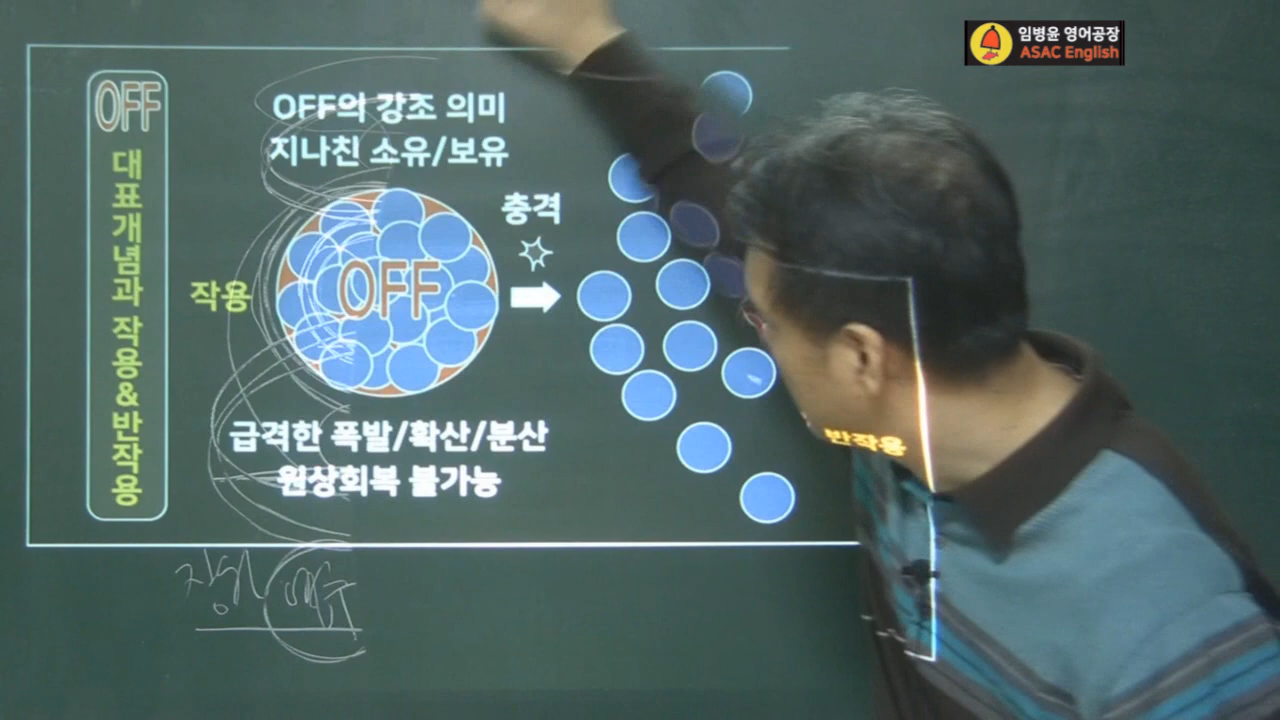 임병윤 영어공장
ASAC English
OFF
대표개념과 작용&반작용
OFF의 강조 의미
지나친 소유/보유
충격
작용
OFF
반작용
급격한 폭발/확산/분산
원상회복 불가능